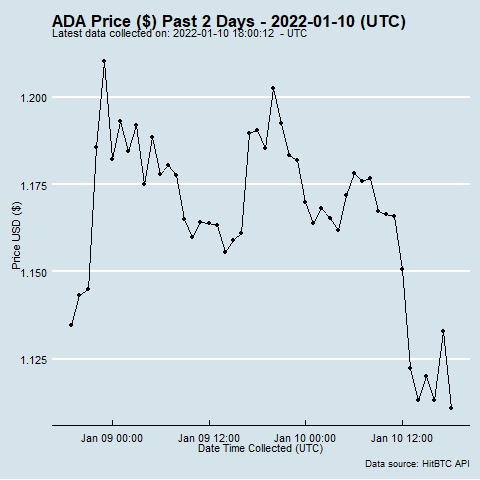 ADA Price ($) Past 2 Days - 2022-01-10 (UTC)
Latest data collected on: 2022-01-10 18:00:12 - UTC
1.200
1.175
1.150
1.125
Price USD ($)
Jan 09 00:00 Jan 09 12:00 Jan 10 00:00 Jan 10 12:00
Date Time Collected (UTC)
Data source: HitBTC API